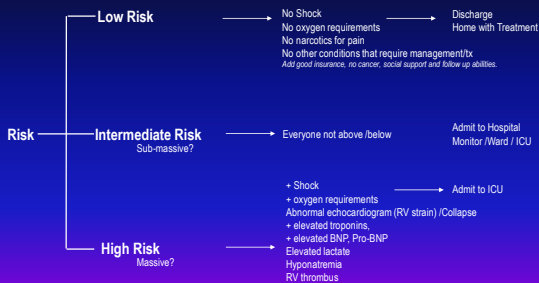 Low Risk
No Shock
No oxygen requirements
No narcotics for pain
No other conditions that require management/tx
Add good insurance, no cancer, social support and follow up abilities.
Discharge
Home with Treatment
Risk
Intermediate Risk
Sub-massive?
Everyone not above /below
Admit to Hospital
Monitor /Ward / ICU
High Risk
Massive?
+ Shock
+ oxygen requirements
Abnormal echocardiogram (RV strain) /Collapse
+ elevated troponins,
+ elevated BNP, Pro-BNP
Elevated lactate
Hyponatremia
RV thrombus
Admit to ICU